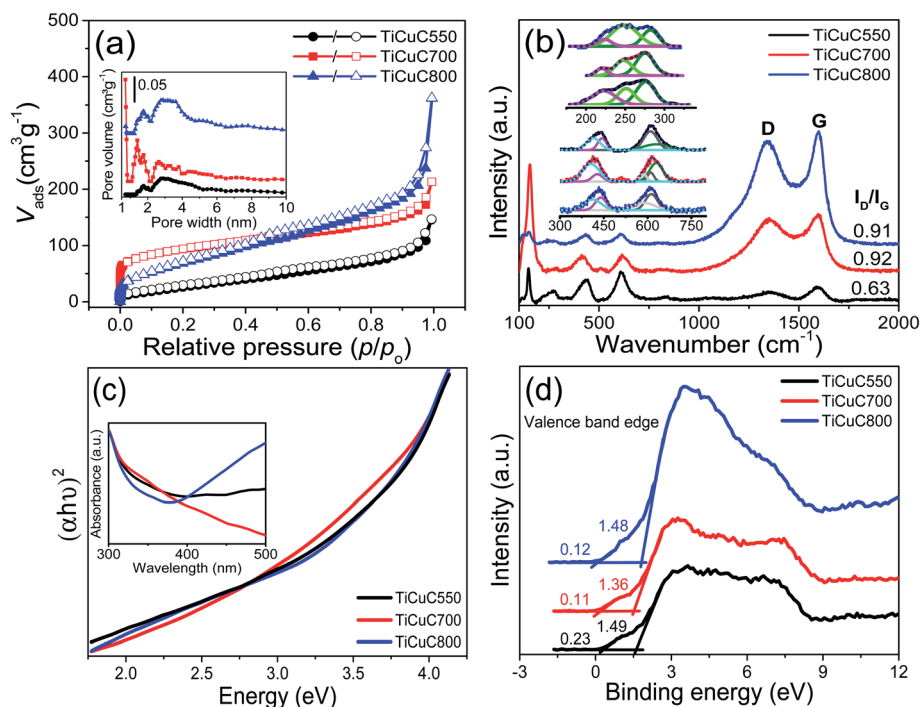 (a)
TiCuC550
TiCuC700
TiCuC800
V_ads(cm³g⁻¹)
500
400
300
200
100
0
0.0 0.2 0.4 0.6 0.8 1.0
Relative pressure (p/p_o)
0.05
Pore volume (cm³g⁻¹)
1 2 4 6 8 10
Pore width (nm)
(b)
TiCuC550
TiCuC700
TiCuC800
Intensity (a.u.)
200 230 250 280 300
300 450 600 750
D G
I_D/I_G
0.91
0.92
0.63
100 500 1000 1500 2000
Wavenumber (cm⁻¹)
(c)
(αhυ)²
Absorbance (a.u.)
300 400 500
Wavelength (nm)
TiCuC550
TiCuC700
TiCuC800
2.0 2.5 3.0 3.5 4.0
Energy (eV)
(d)
TiCuC550
TiCuC700
TiCuC800
Valence band edge
Intensity (a.u.)
1.48
0.12
1.36
0.11
1.49
0.23
-3 0 3 6 9 12
Binding energy (eV)